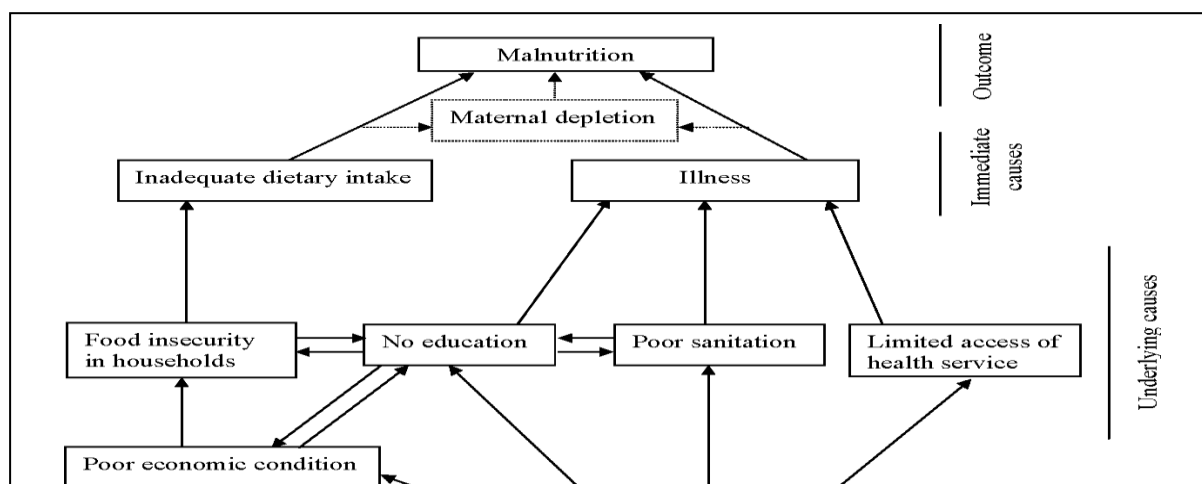 Malnutrition
Maternal depletion
Outcome
Inadequate dietary intake
Illness
Immediate
causes
Food insecurity
in households
No education
Poor sanitation
Limited access of
health service
Underlying causes
Poor economic condition